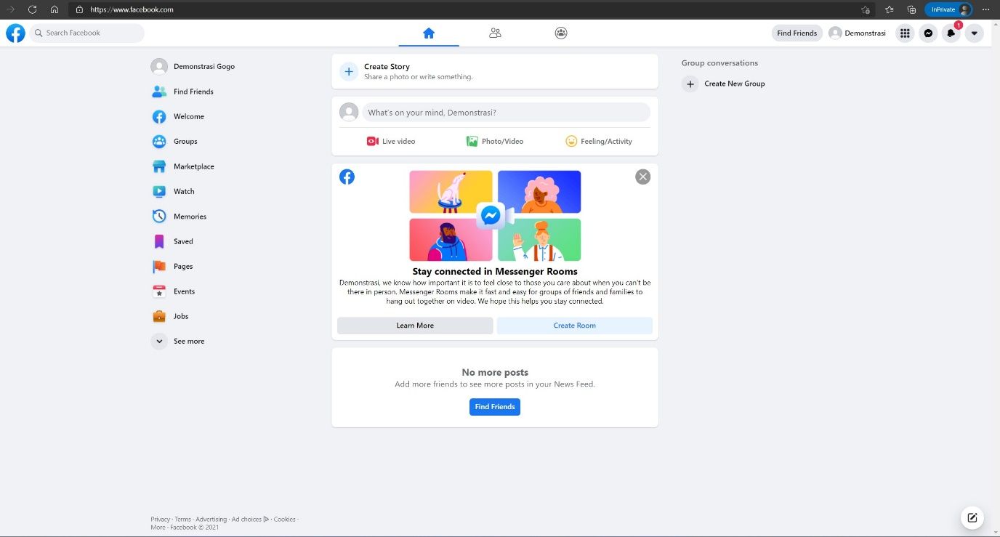 https://www.facebook.com
InPrivate
Search Facebook
Find Friends
Demonstrasi
1
Demonstrasi Gogo
Find Friends
Welcome
Groups
Marketplace
Watch
Memories
Saved
Pages
Events
Jobs
See more
Create Story
Share a photo or write something.
What's on your mind, Demonstrasi?
Live video
Photo/Video
Feeling/Activity
Stay connected in Messenger Rooms
Demonstrasi, we know how important it is to feel close to those you care about when you can't be
there in person. Messenger Rooms make it fast and easy for groups of friends and families to
hang out together on video. We hope this helps you stay connected.
Learn More
Create Room
No more posts
Add more friends to see more posts in your News Feed.
Find Friends
Group conversations
Create New Group
Privacy · Terms · Advertising · Ad choices · Cookies ·
More · Facebook © 2021